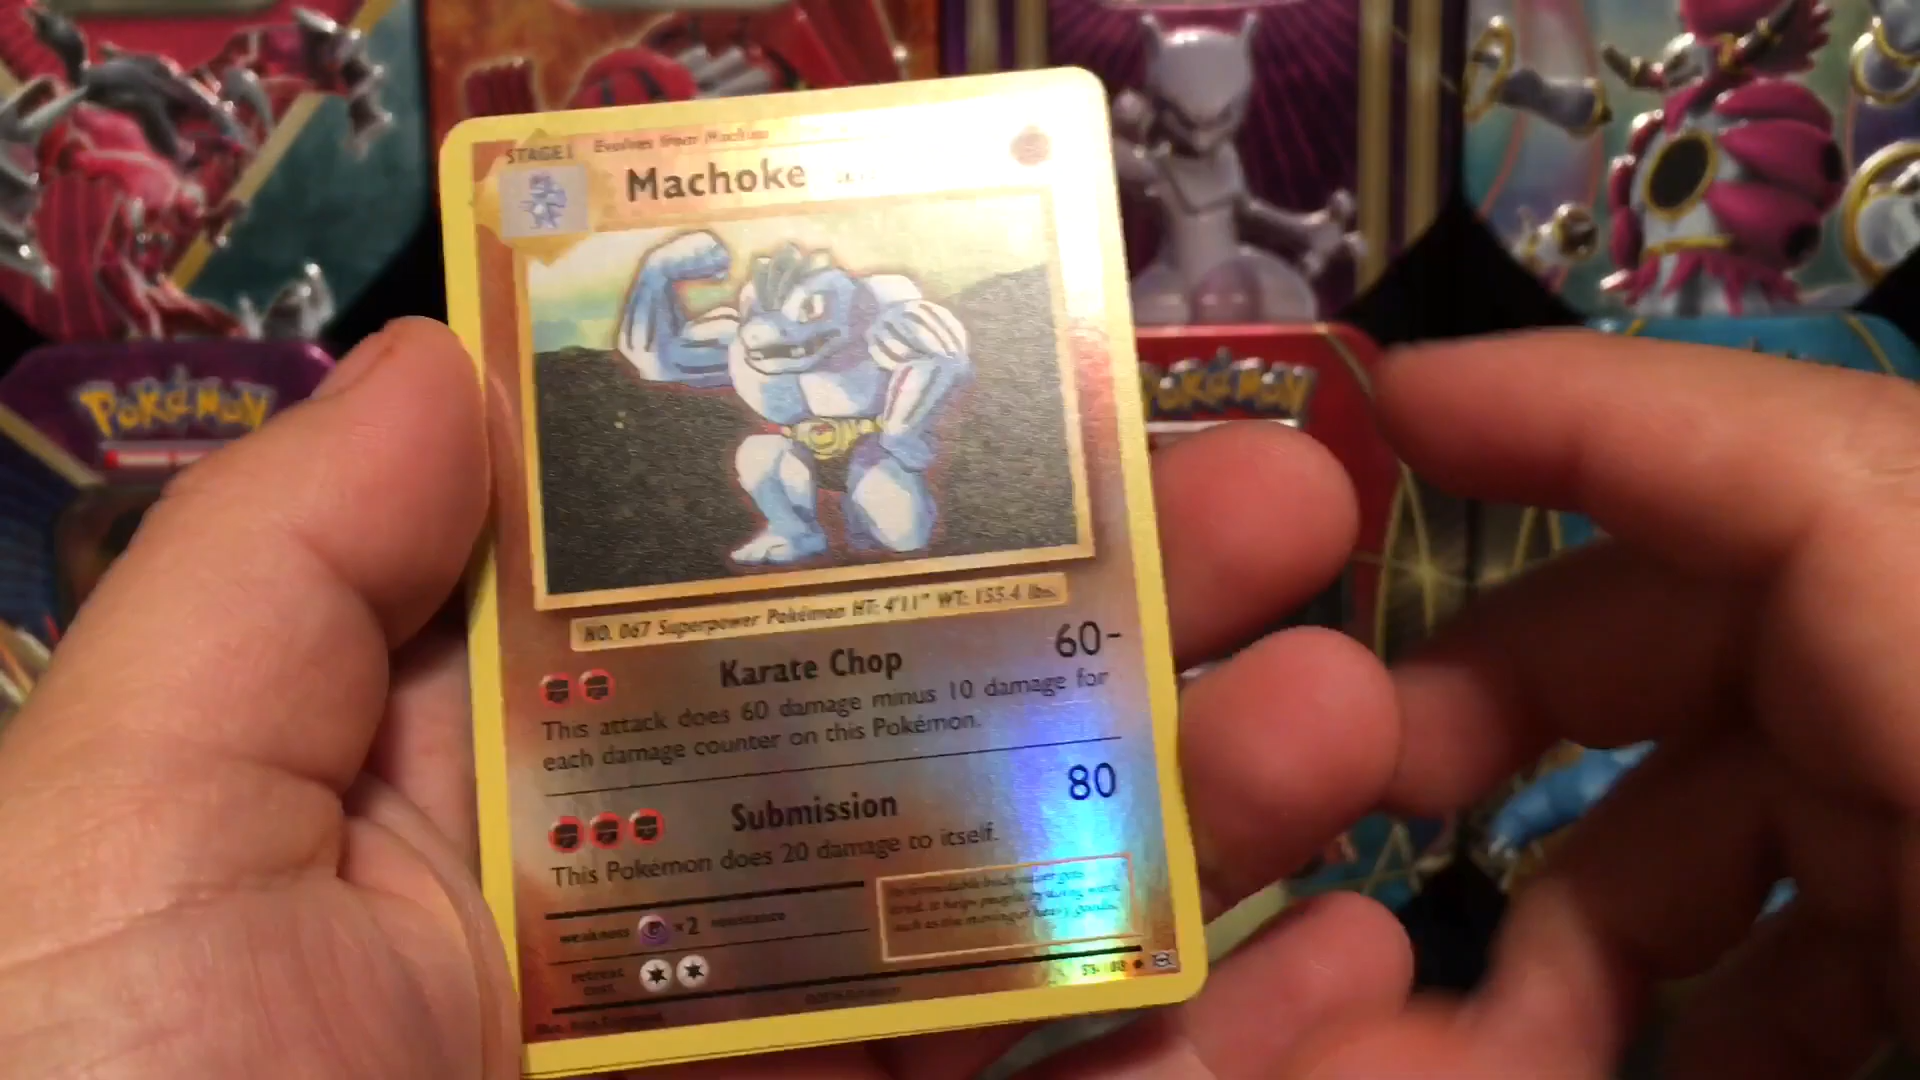 STAGE1 Evolves from Machop
Machoke
NO. 067 Superpower Pokémon HT: 4'11" WT: 155.4 lbs.
Karate Chop 60-
This attack does 60 damage minus 10 damage for
each damage counter on this Pokémon.
Submission 80
This Pokémon does 20 damage to itself.
weakness ×2 resistance
retreat
cost
POKéMON
POKéMON